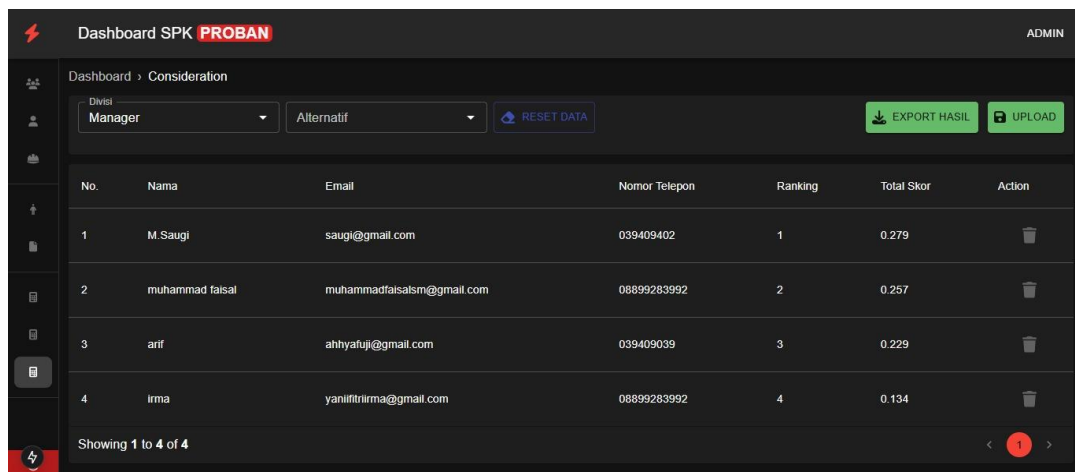 Dashboard SPK PROBAN
ADMIN
Dashboard › Consideration
Divisi
Manager
Alternatif
RESET DATA
EXPORT HASIL
UPLOAD
No. Nama Email Nomor Telepon Ranking Total Skor Action
1 M.Saugi saugi@gmail.com 039409402 1 0.279
2 muhammad faisal muhammadfaisalsm@gmail.com 08899283992 2 0.257
3 arif ahhyafuji@gmail.com 039409039 3 0.229
4 irma yaniifitriirma@gmail.com 08899283992 4 0.134
Showing 1 to 4 of 4
‹ 1 ›